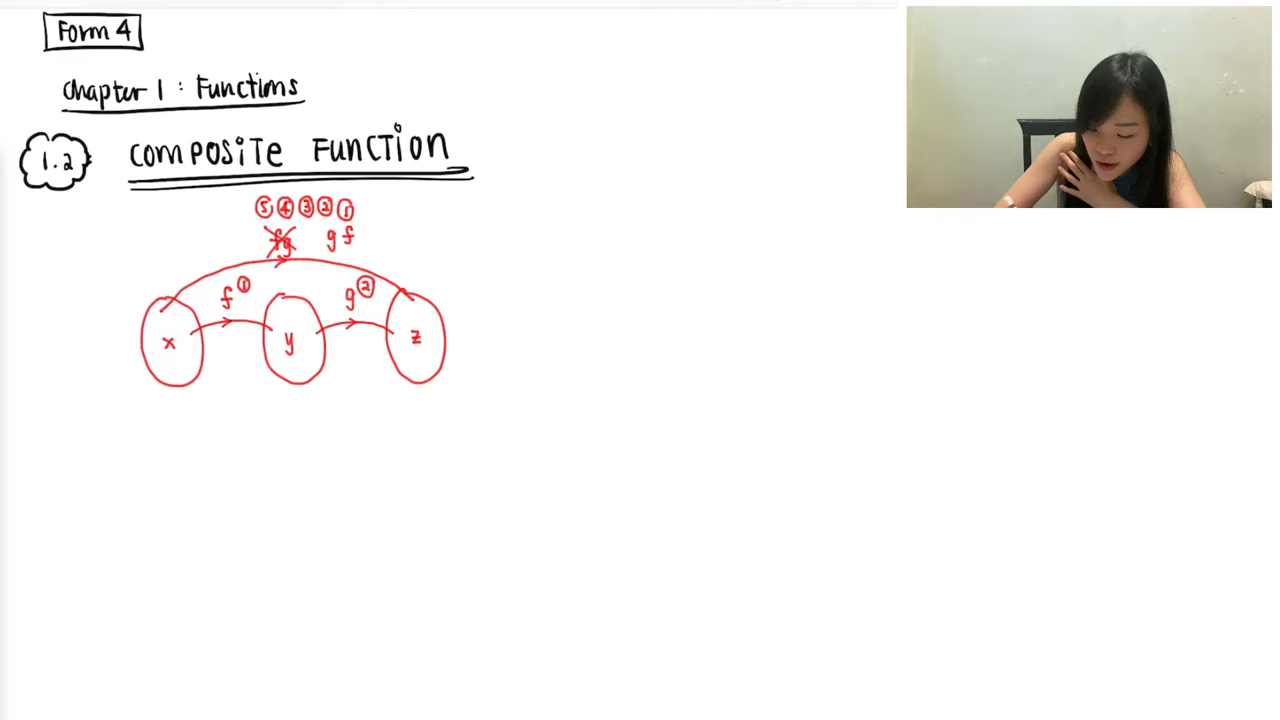 Form 4
Chapter 1 : Functions
1.2 COMPOSiTe FUNCTiON
5 4 3 2 1
fg gf
f 1 g 2
x y z